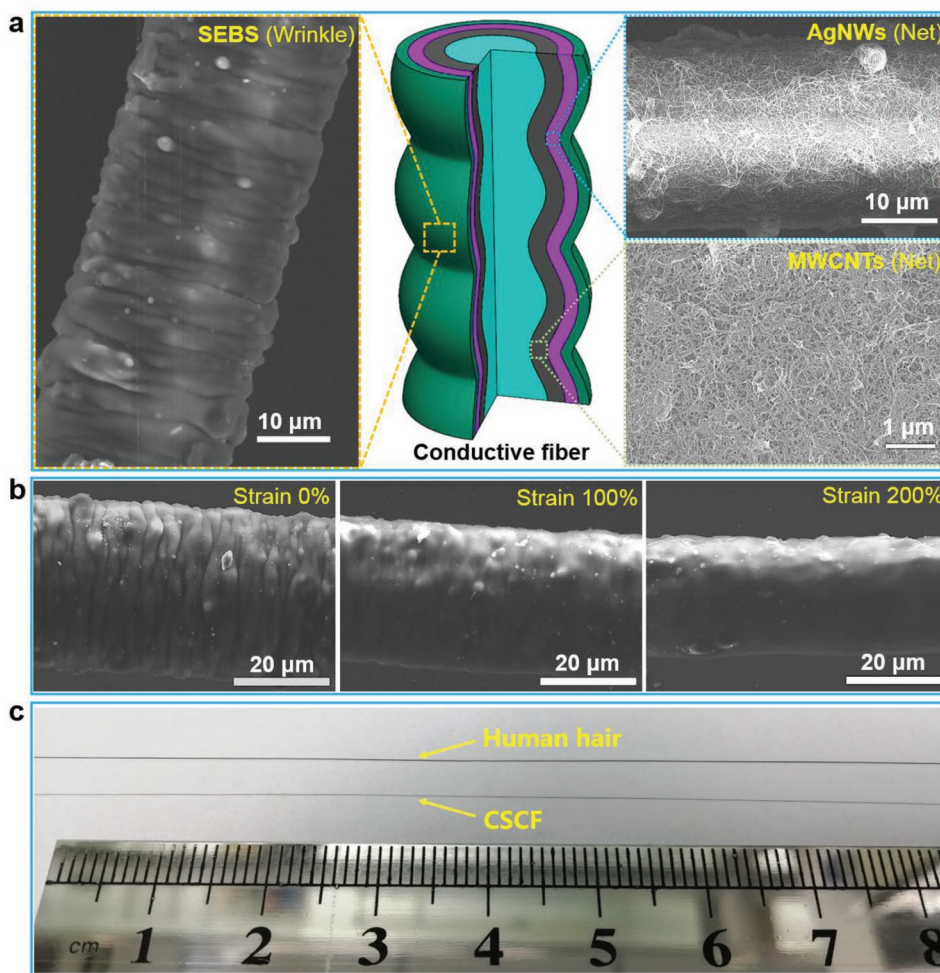 a
SEBS (Wrinkle)
10 µm
Conductive fiber
AgNWs (Net)
10 µm
MWCNTs (Net)
1 µm
b
Strain 0%
20 µm
Strain 100%
20 µm
Strain 200%
20 µm
c
Human hair
CSCF
cm 1 2 3 4 5 6 7 8